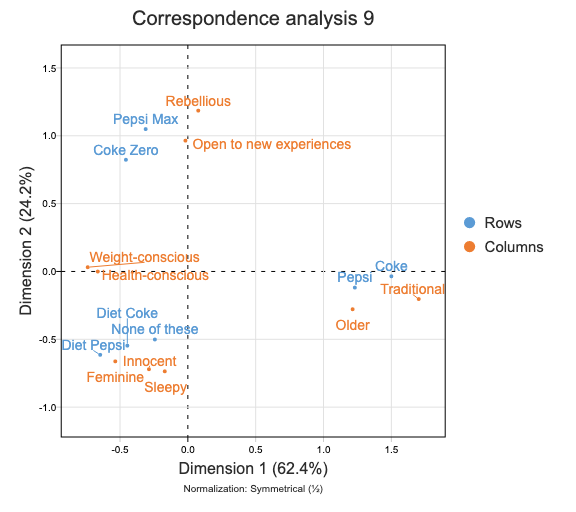 Correspondence analysis 9
1.5
1.0
0.5
0.0
-0.5
-1.0
Dimension 2 (24.2%)
Rebellious
Pepsi Max
Open to new experiences
Coke Zero
Weight-conscious
Health-conscious
Coke
Pepsi
Traditional
Older
Diet Coke
None of these
Diet Pepsi
Innocent
Feminine
Sleepy
Rows
Columns
-0.5
0.0
0.5
1.0
1.5
Dimension 1 (62.4%)
Normalization: Symmetrical (½)